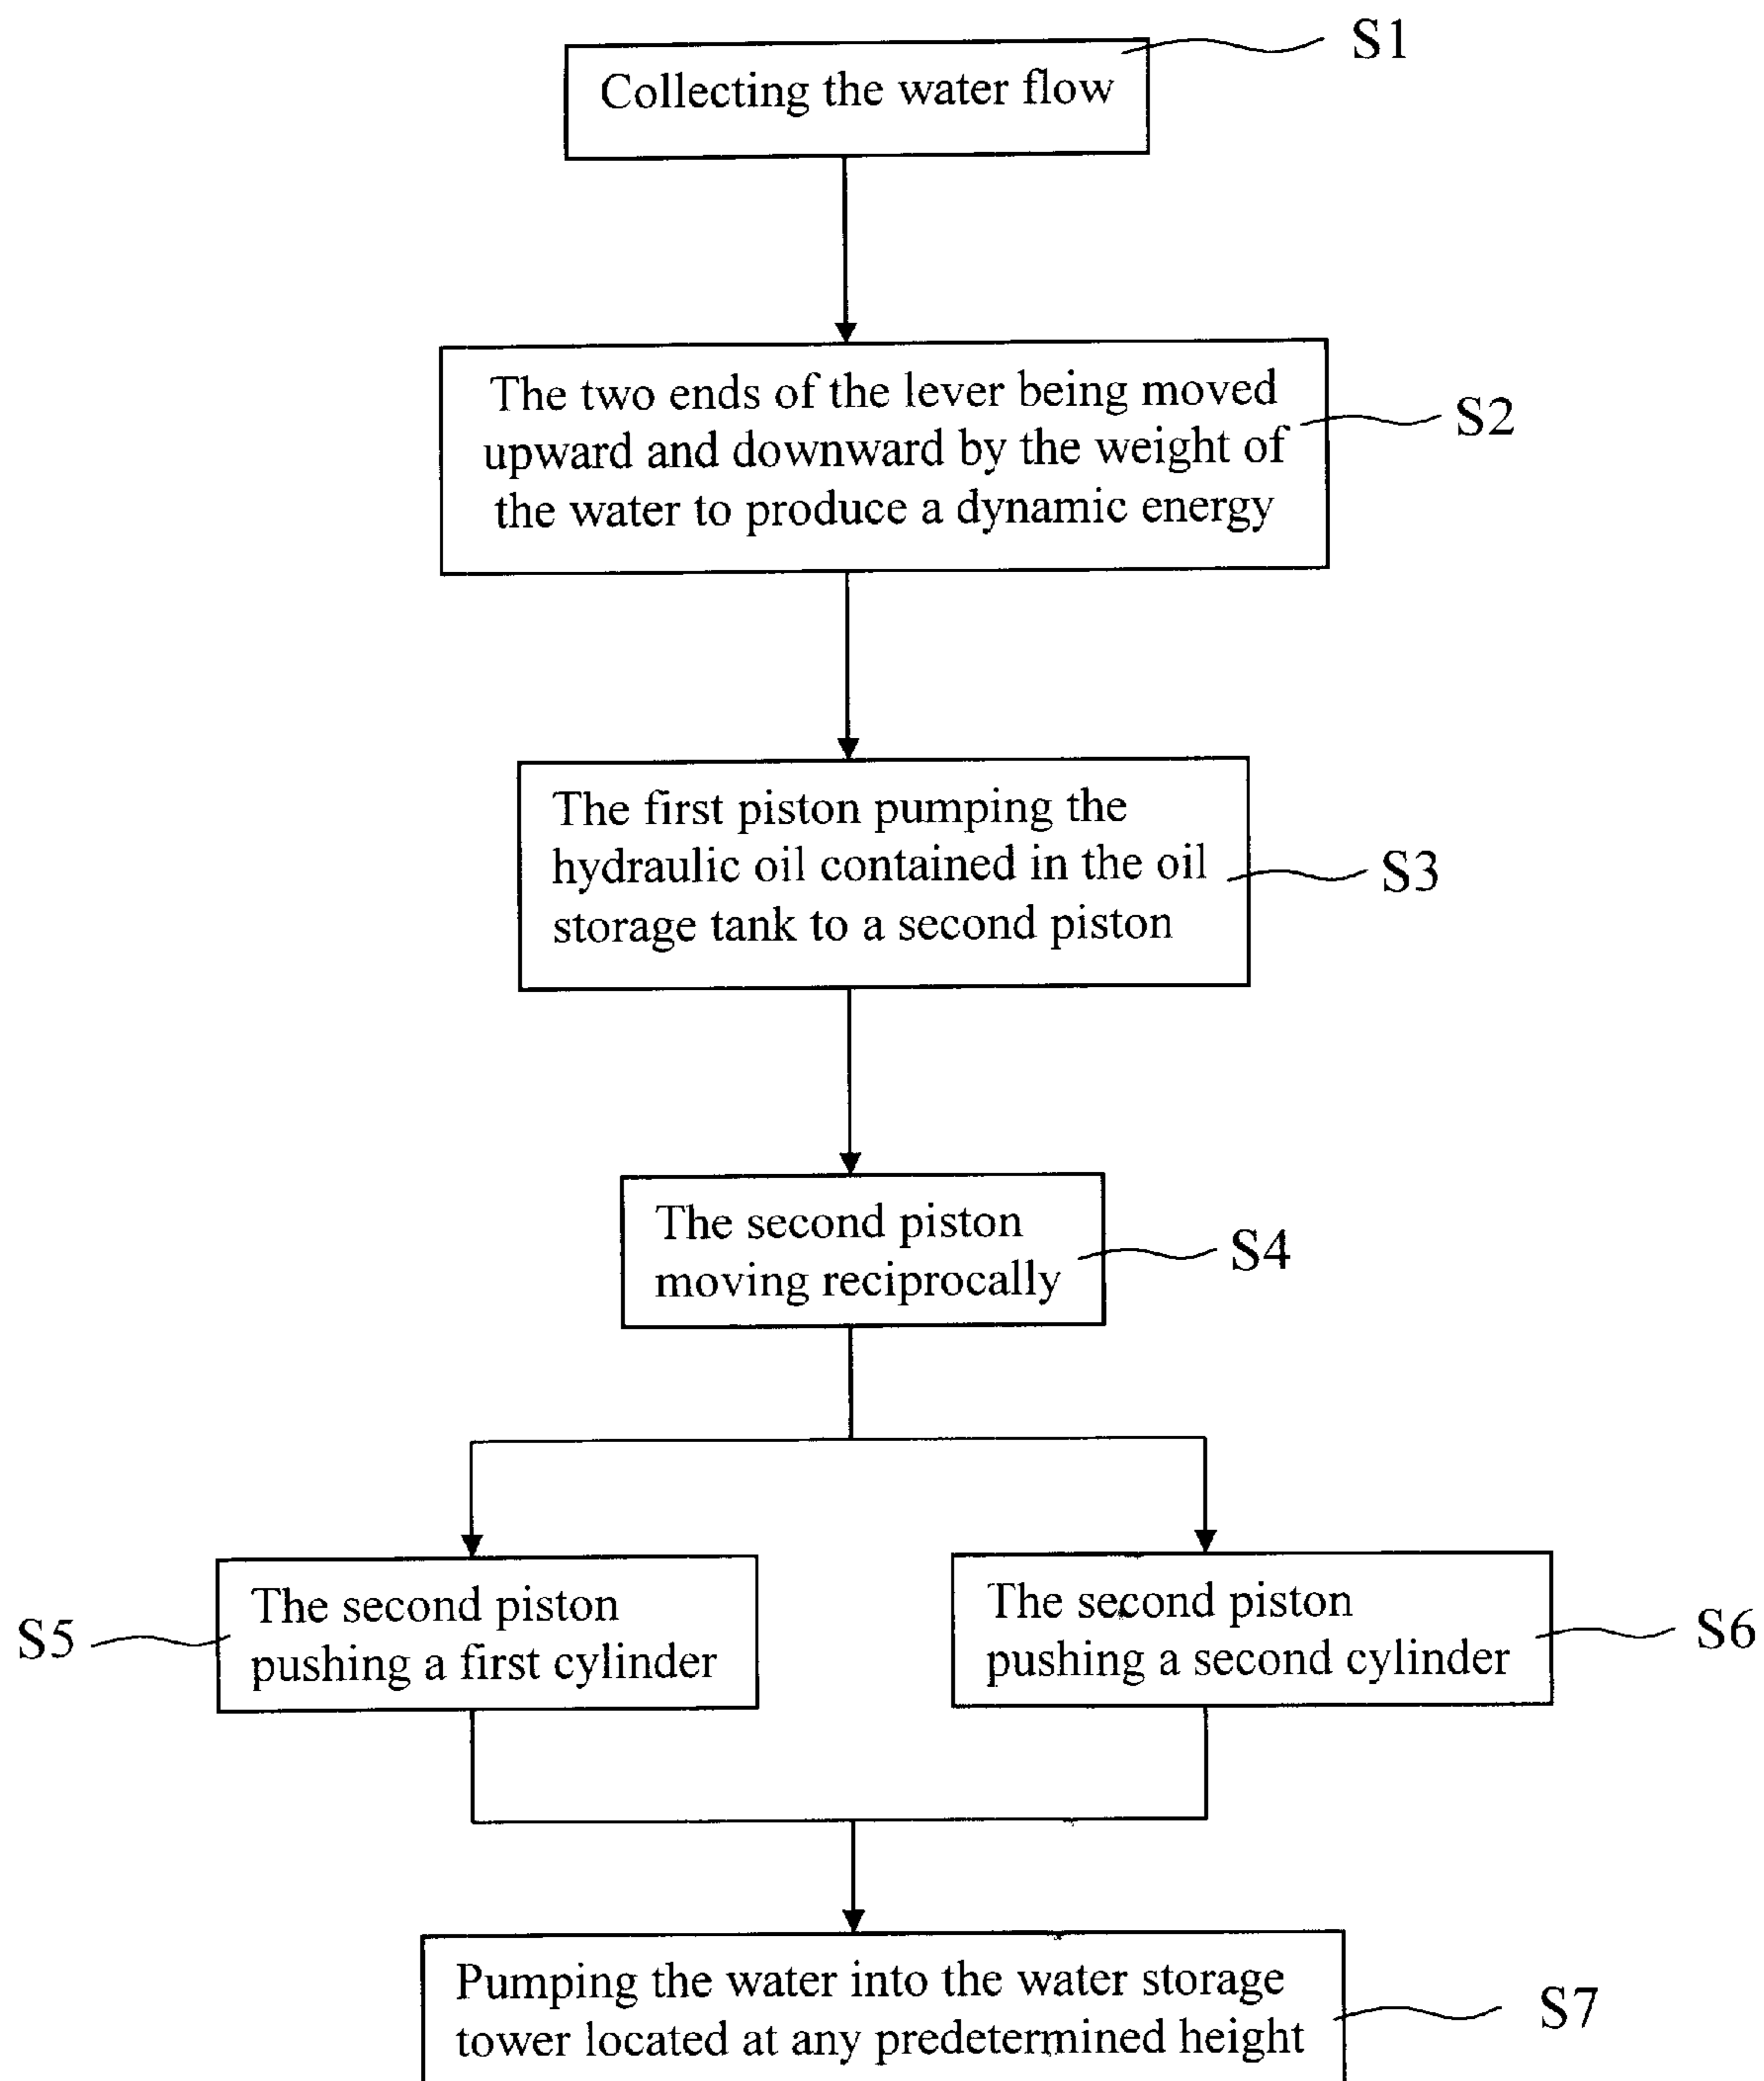 S1
Collecting the water flow
The two ends of the lever being moved
upward and downward by the weight of
the water to produce a dynamic energy
S2
The first piston pumping the
hydraulic oil contained in the oil
storage tank to a second piston
S3
The second piston
moving reciprocally
S4
S5
The second piston
pushing a first cylinder
The second piston
pushing a second cylinder
S6
Pumping the water into the water storage
tower located at any predetermined height
S7